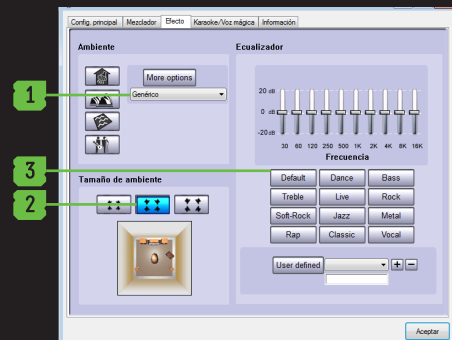 Config. principal Mezclador Efecto Karaoke/Voz mágica Información
Ambiente
More options
Genérico
1
Tamaño de ambiente
2
Ecualizador
20 dB
0 dB
-20 dB
30 60 120 250 500 1K 2K 4K 8K 16K
Frecuencia
3
Default Dance Bass
Treble Live Rock
Soft-Rock Jazz Metal
Rap Classic Vocal
User defined
Aceptar